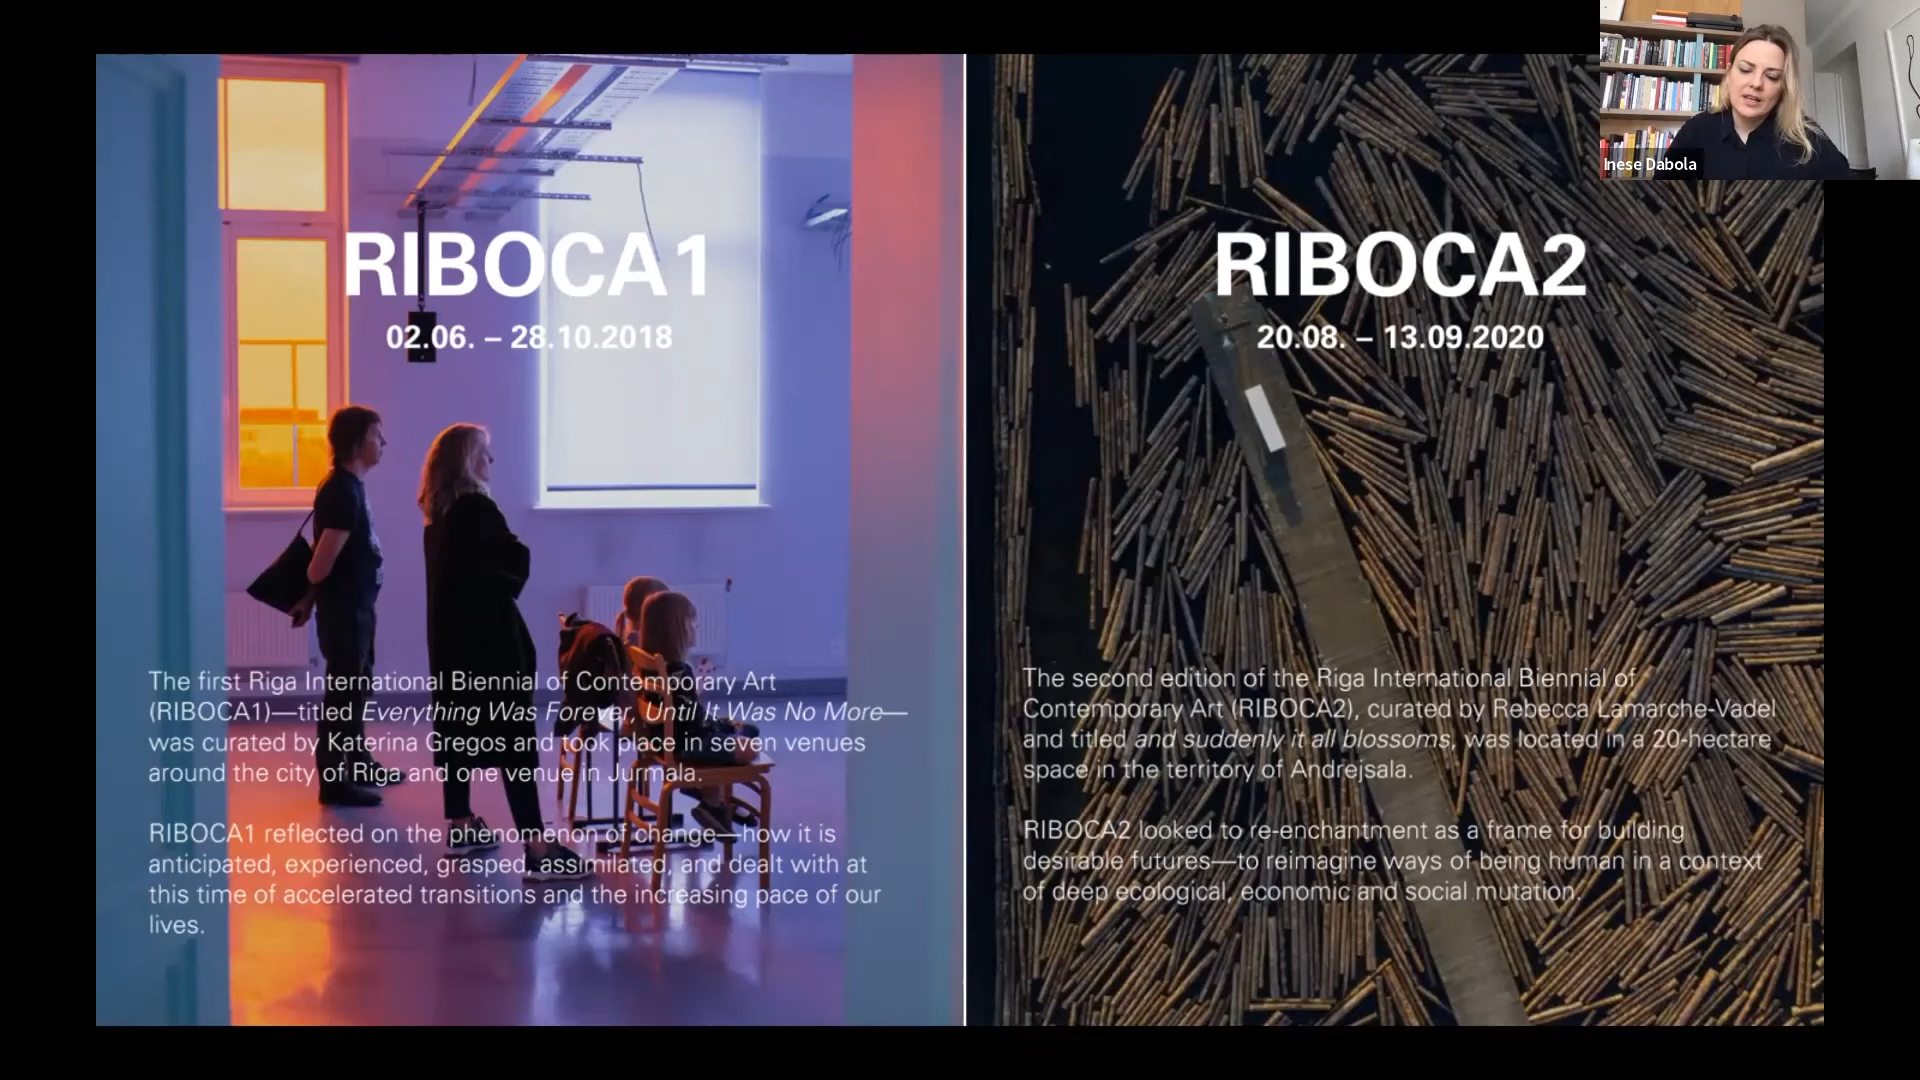 RIBOCA1
02.06. – 28.10.2018
The first Riga International Biennial of Contemporary Art
(RIBOCA1)—titled Everything Was Forever, Until It Was No More—
was curated by Katerina Gregos and took place in seven venues
around the city of Riga and one venue in Jurmala.
RIBOCA1 reflected on the phenomenon of change—how it is
anticipated, experienced, grasped, assimilated, and dealt with at
this time of accelerated transitions and the increasing pace of our
lives.
RIBOCA2
20.08. – 13.09.2020
The second edition of the Riga International Biennial of
Contemporary Art (RIBOCA2), curated by Rebecca Lamarche-Vadel
and titled and suddenly it all blossoms, was located in a 20-hectare
space in the territory of Andrejsala.
RIBOCA2 looked to re-enchantment as a frame for building
desirable futures—to reimagine ways of being human in a context
of deep ecological, economic and social mutation.
Inese Dabola